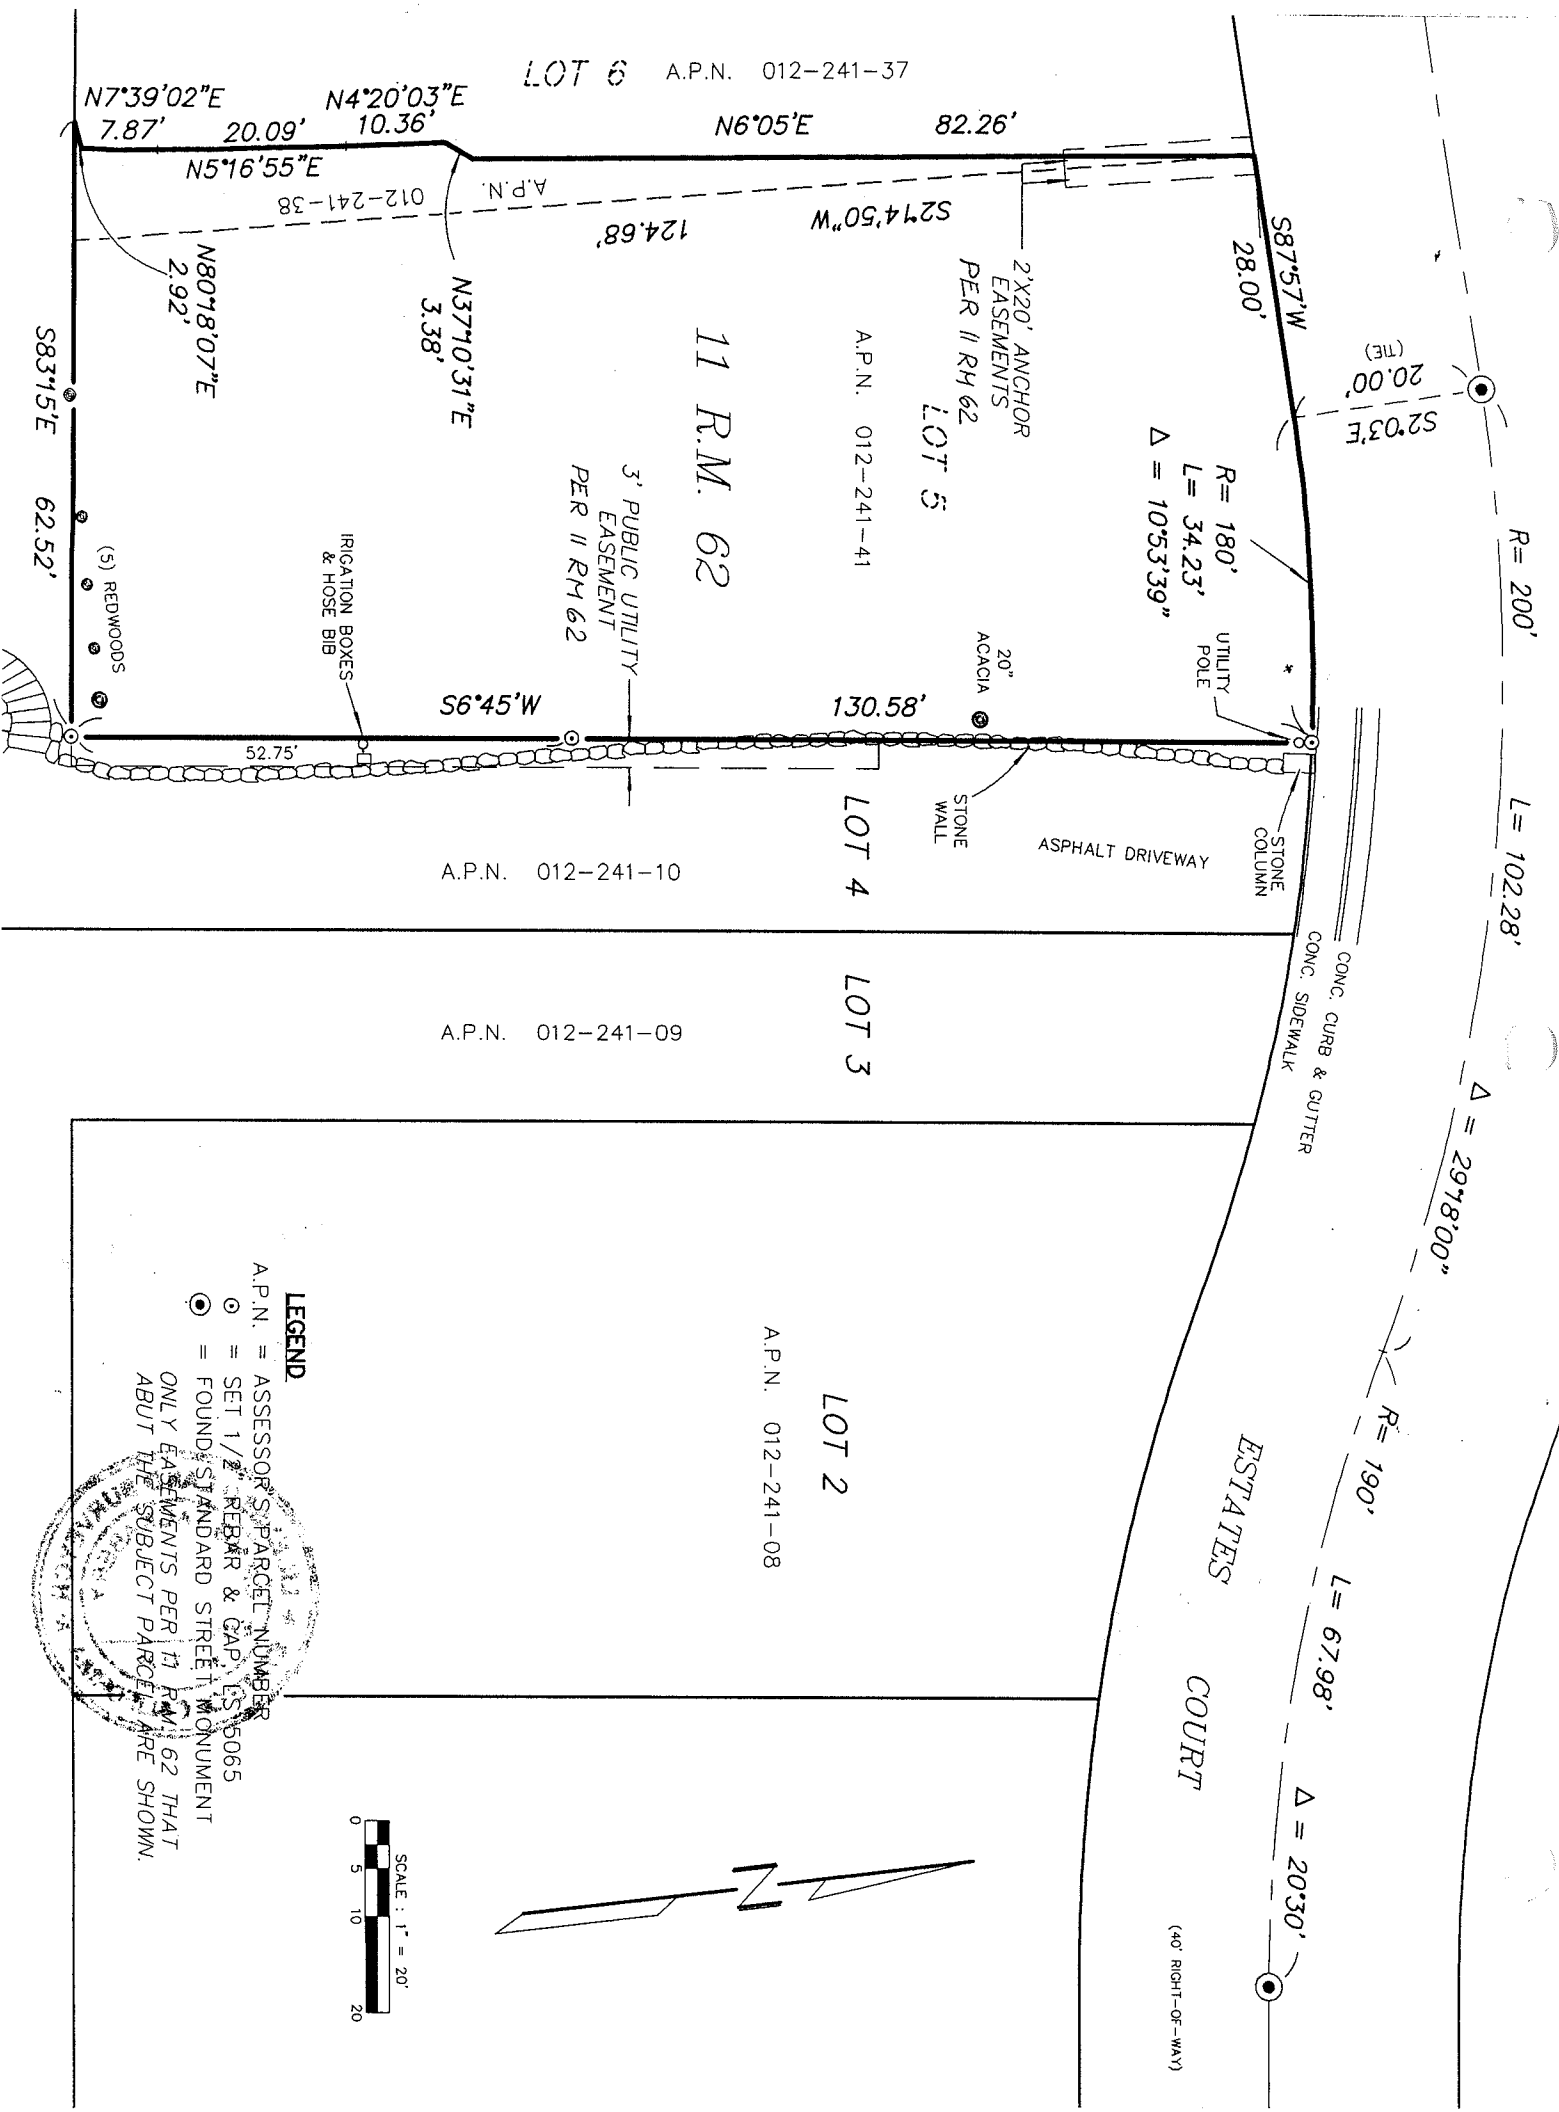 LOT 6 A.P.N. 012-241-37
N7°39'02"E
7.87'
20.09'
N5°16'55"E
N4°20'03"E
10.36'
N6°05'E 82.26'
A.P.N. 012-241-38
124.68'
S2°14'50"W
S87°57'W
28.00'
(TIE)
20.00'
S2°03'E
2'X20' ANCHOR
EASEMENTS
PER 11 RM 62
N80°18'07"E
2.92'
N37°10'31"E
3.38'
11 R.M. 62
A.P.N. 012-241-41
LOT 5
R= 180'
L= 34.23'
Δ = 10°53'39"
R= 200' L= 102.28' Δ = 29°18'00"
R= 190' L= 67.98' Δ = 20°30'
S83°15'E 62.52'
(5) REDWOODS
IRIGATION BOXES
& HOSE BIB
3' PUBLIC UTILITY
EASEMENT
PER 11 RM 62
20"
ACACIA
UTILITY
POLE
S6°45'W 130.58'
52.75'
STONE
WALL
STONE
COLUMN
ASPHALT DRIVEWAY
LOT 4
A.P.N. 012-241-10
CONC. CURB & GUTTER
CONC. SIDEWALK
LOT 3
A.P.N. 012-241-09
LOT 2
A.P.N. 012-241-08
ESTATES COURT
(40' RIGHT-OF-WAY)
LEGEND
A.P.N. = ASSESSOR'S PARCEL NUMBER
= SET 1/2" REBAR & CAP, LS 5065
= FOUND STANDARD STREET MONUMENT
ONLY EASEMENTS PER 11 RM 62 THAT
ABUT THE SUBJECT PARCEL ARE SHOWN.
N
SCALE : 1" = 20'
0 5 10 20